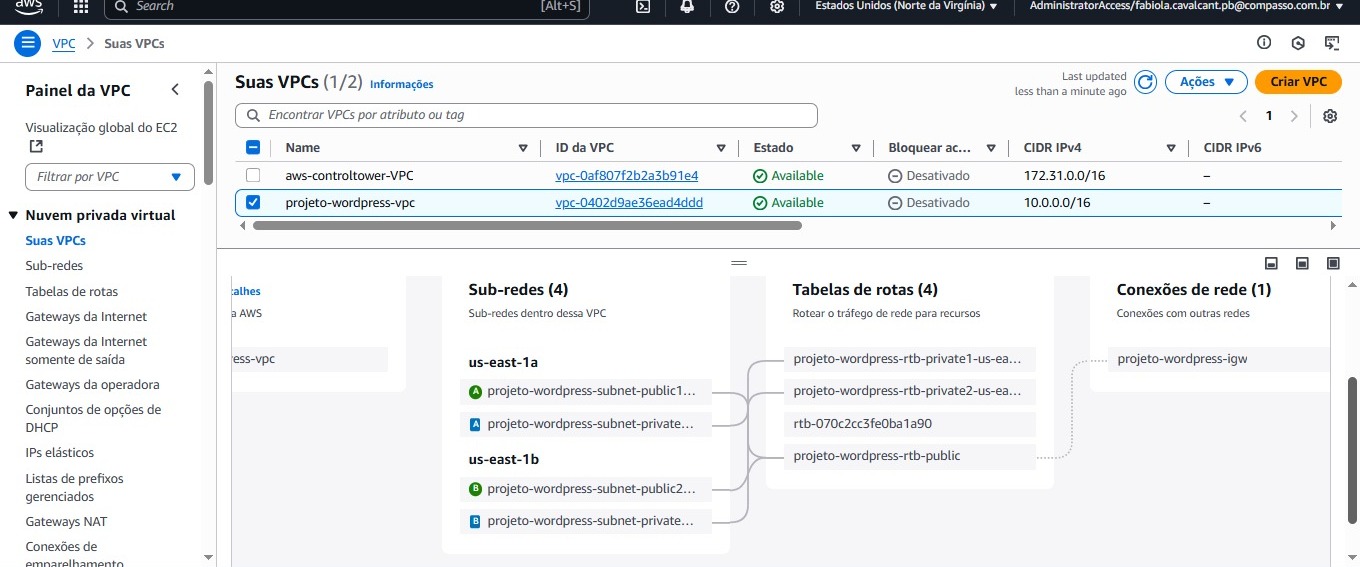 aws
Search
[Alt+S]
Estados Unidos (Norte da Virgínia)
AdministratorAccess/fabiola.cavalcant.pb@compasso.com.br
VPC
Suas VPCs
Painel da VPC
Visualização global do EC2
Filtrar por VPC
Nuvem privada virtual
Suas VPCs
Sub-redes
Tabelas de rotas
Gateways da Internet
Gateways da Internet
somente de saída
Gateways da operadora
Conjuntos de opções de
DHCP
IPs elásticos
Listas de prefixos
gerenciados
Gateways NAT
Conexões de
emparelhamento
Suas VPCs (1/2) Informações
Last updated
less than a minute ago
Ações
Criar VPC
Encontrar VPCs por atributo ou tag
1
Name ID da VPC Estado Bloquear ac... CIDR IPv4 CIDR IPv6
aws-controltower-VPC vpc-0af807f2b2a3b91e4 Available Desativado 172.31.0.0/16 –
projeto-wordpress-vpc vpc-0402d9ae36ead4ddd Available Desativado 10.0.0.0/16 –
alhes
a AWS
ess-vpc
Sub-redes (4)
Sub-redes dentro dessa VPC
us-east-1a
A projeto-wordpress-subnet-public1...
A projeto-wordpress-subnet-private...
us-east-1b
B projeto-wordpress-subnet-public2...
B projeto-wordpress-subnet-private...
Tabelas de rotas (4)
Rotear o tráfego de rede para recursos
projeto-wordpress-rtb-private1-us-ea...
projeto-wordpress-rtb-private2-us-ea...
rtb-070c2cc3fe0ba1a90
projeto-wordpress-rtb-public
Conexões de rede (1)
Conexões com outras redes
projeto-wordpress-igw